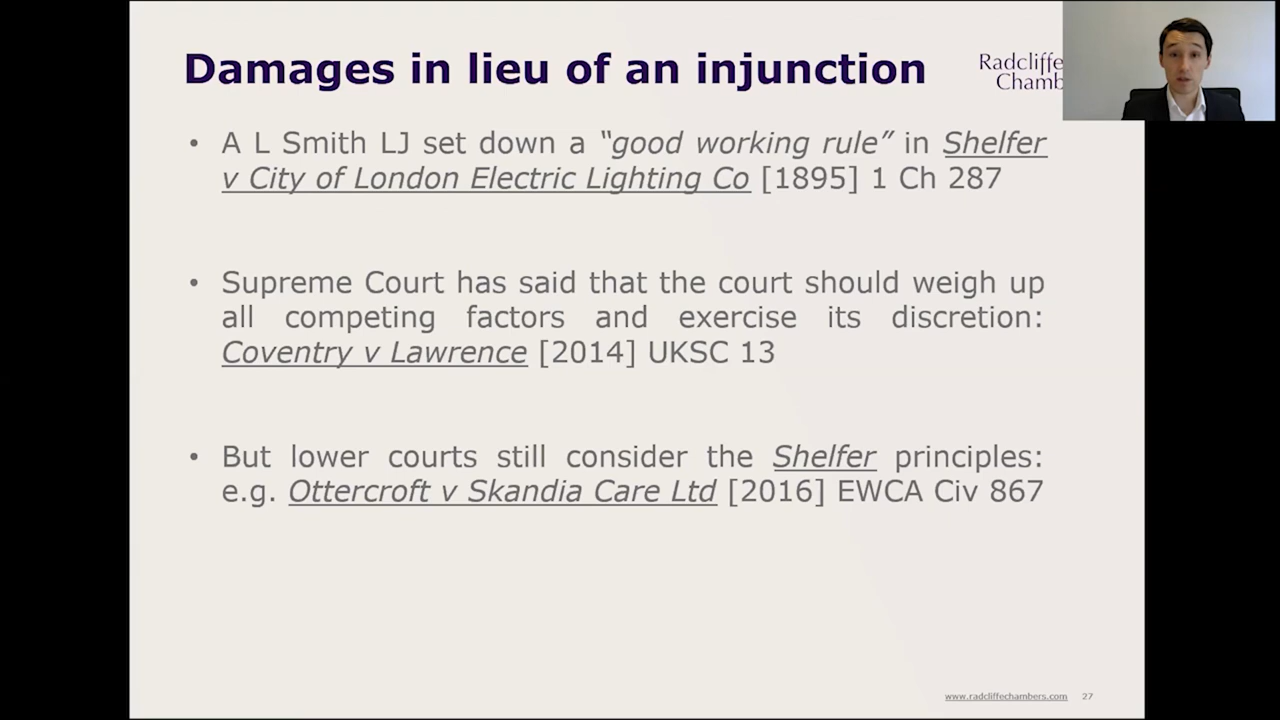 Damages in lieu of an injunction
Radcliffe
Chamb
• A L Smith LJ set down a “good working rule” in Shelfer
v City of London Electric Lighting Co [1895] 1 Ch 287
• Supreme Court has said that the court should weigh up
all competing factors and exercise its discretion:
Coventry v Lawrence [2014] UKSC 13
• But lower courts still consider the Shelfer principles:
e.g. Ottercroft v Skandia Care Ltd [2016] EWCA Civ 867
www.radcliffechambers.com 27